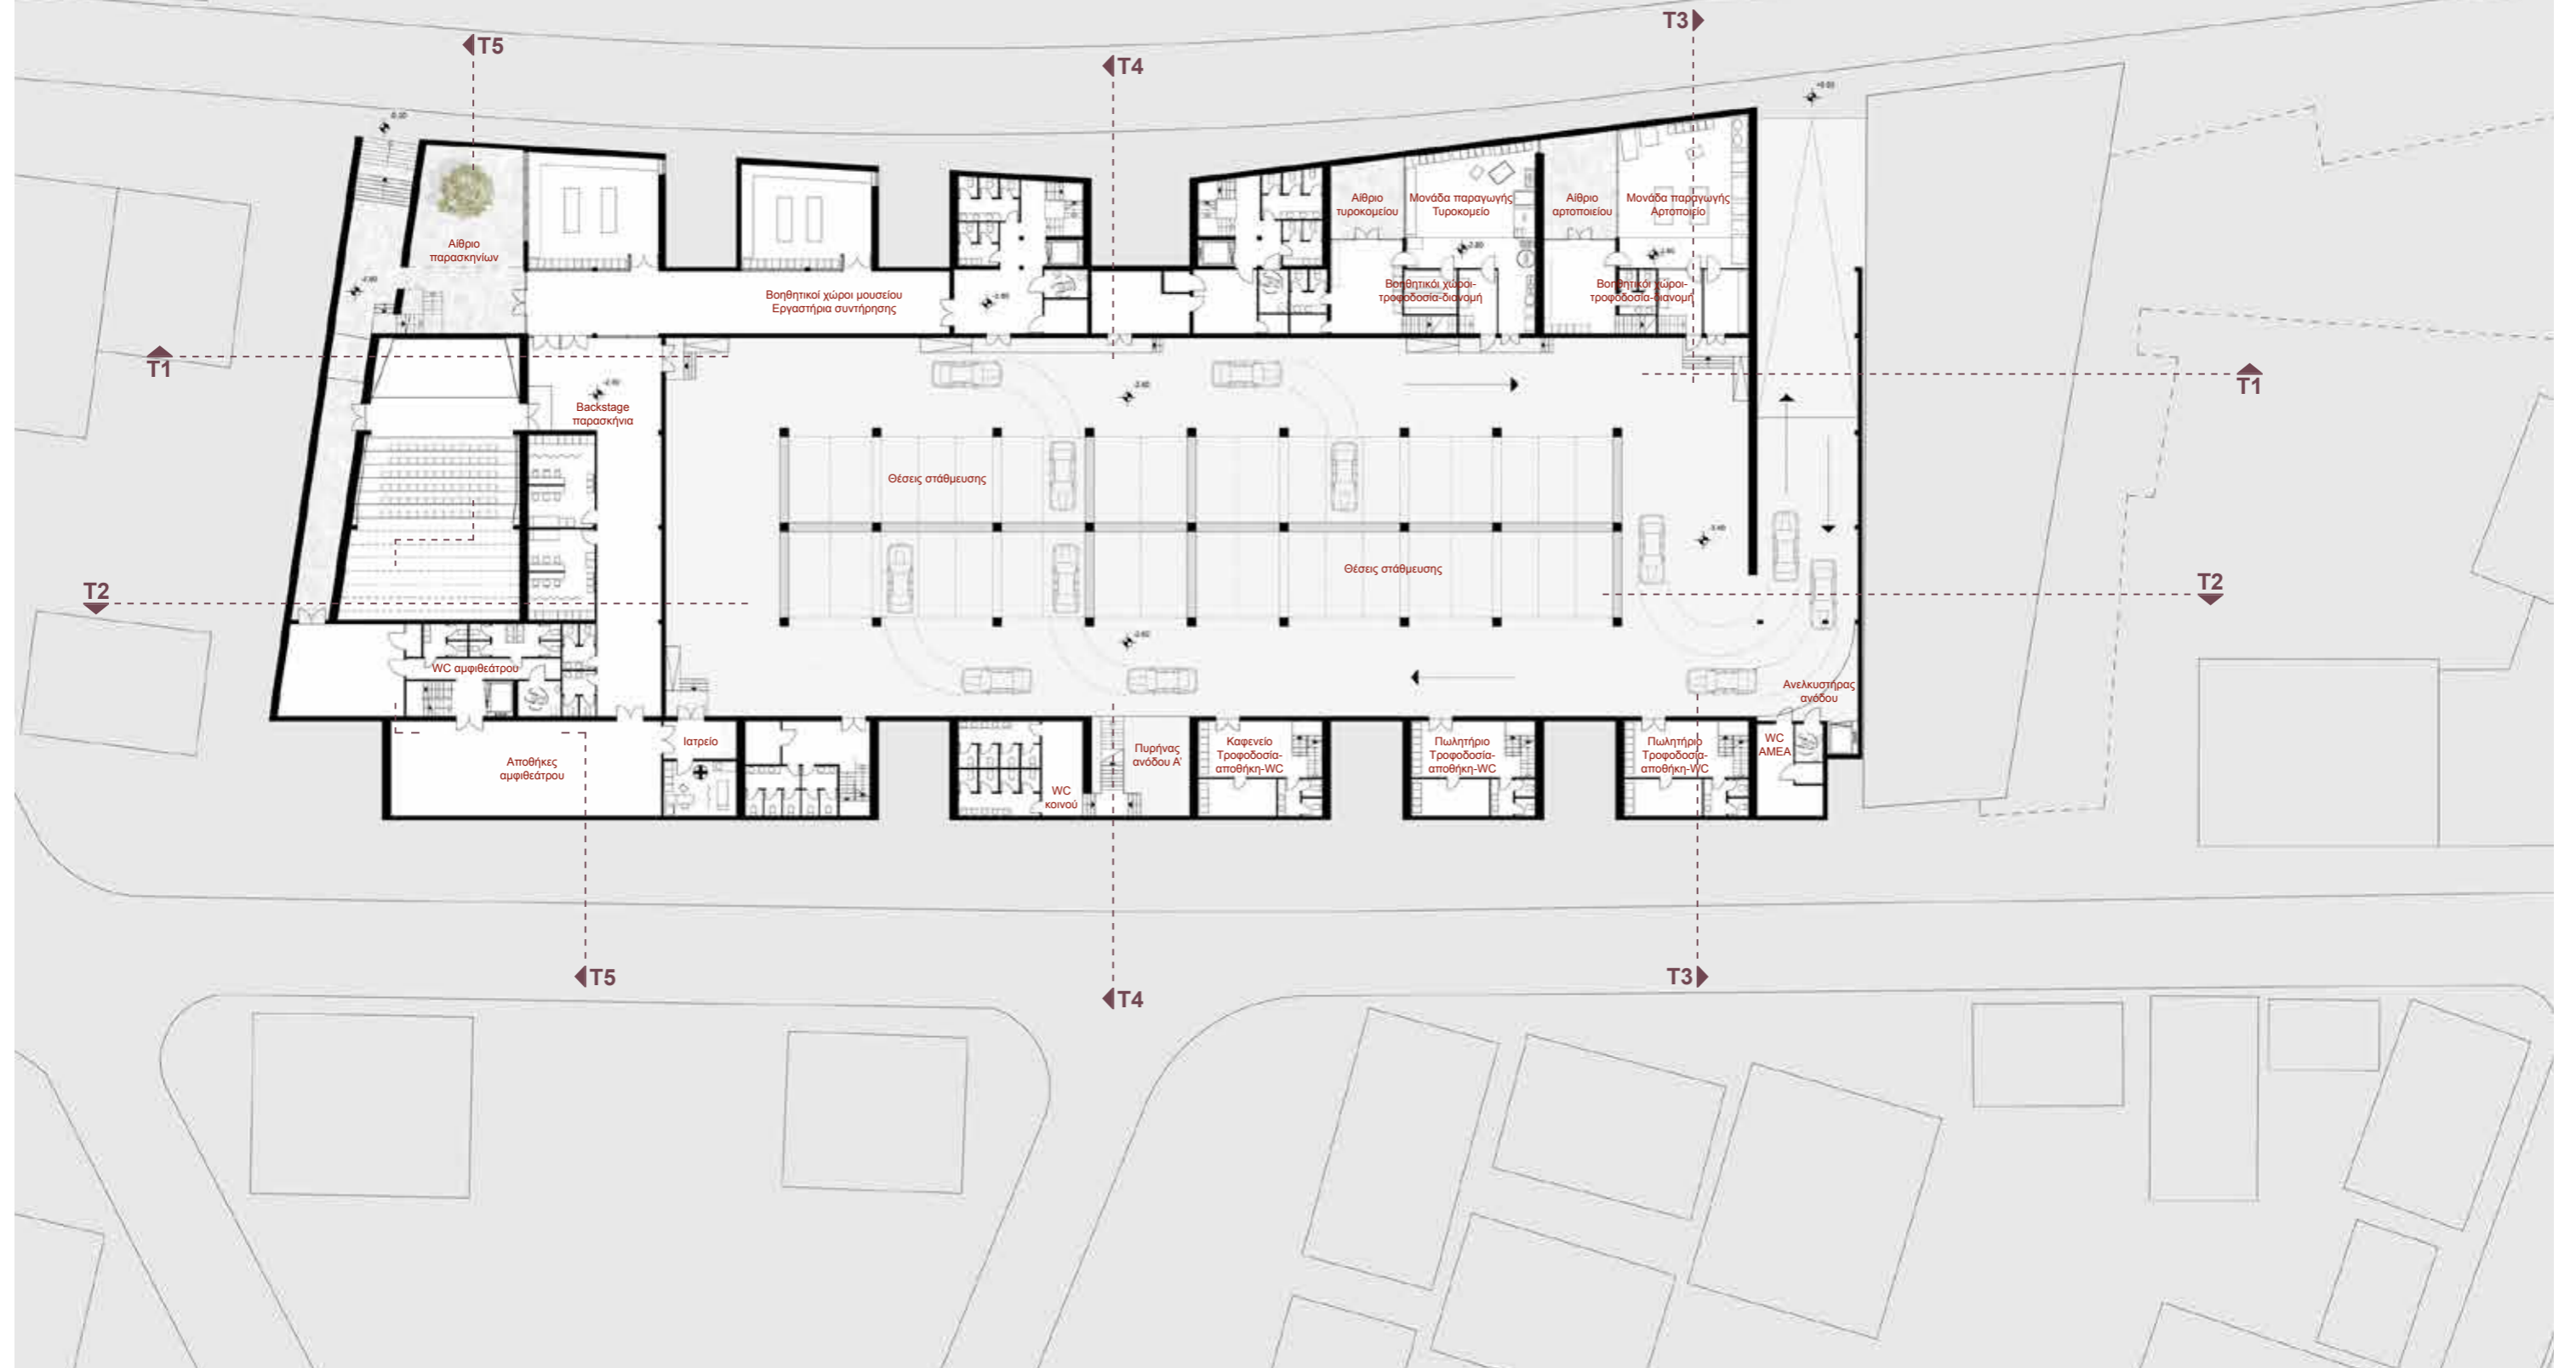 T3
T5
T4
Αίθριο
παρασκηνίων
Αίθριο
τυροκομείου
Μονάδα παραγωγής
Τυροκομείο
Αίθριο
αρτοποιείου
Μονάδα παραγωγής
Αρτοποιείο
Βοηθητικοί χώροι μουσείου
Εργαστήρια συντήρησης
Βοηθητικοί χώροι-
τροφοδοσία-διανομή
Βοηθητικοί χώροι-
τροφοδοσία-διανομή
T1
T1
Backstage
παρασκήνια
Θέσεις στάθμευσης
Θέσεις στάθμευσης
T2
T2
WC αμφιθεάτρου
Ανελκυστήρας
ανόδου
Ιατρείο
Αποθήκες
αμφιθεάτρου
WC
κοινού
Πυρήνας
ανόδου Α'
Καφενείο
Τροφοδοσία-
αποθήκη-WC
Πωλητήριο
Τροφοδοσία-
αποθήκη-WC
Πωλητήριο
Τροφοδοσία-
αποθήκη-WC
WC
ΑΜΕΑ
T5
T4
T3